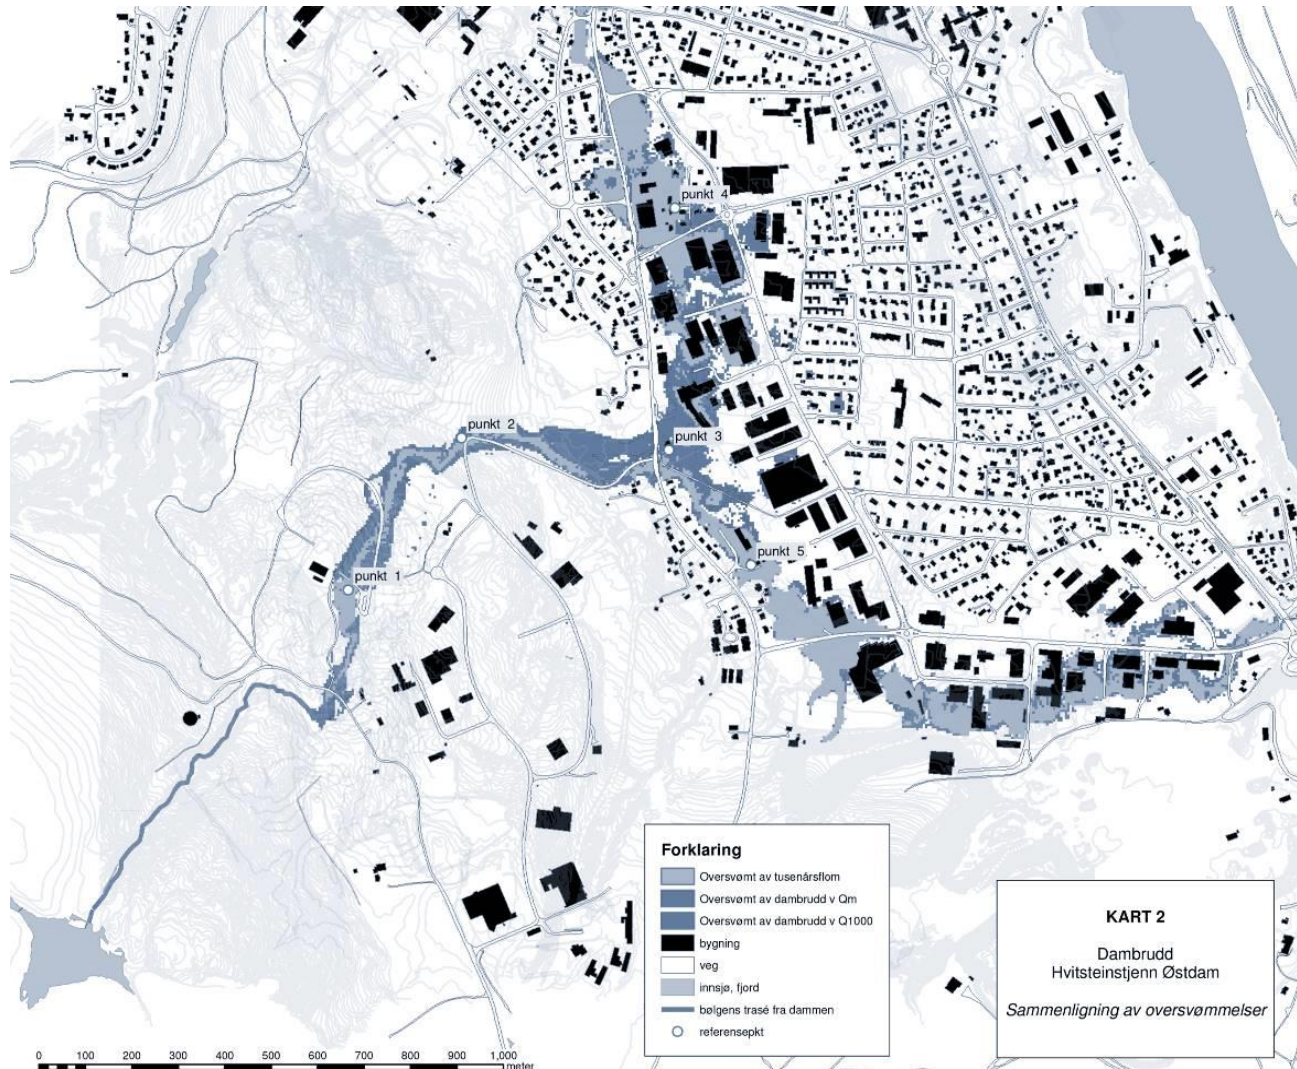 punkt 4
punkt 2
punkt 3
punkt 5
punkt 1
Forklaring
Oversvømt av tusenårsflom
Oversvømt av dambrudd v Qm
Oversvømt av dambrudd v Q1000
bygning
veg
innsjø, fjord
bølgens trasé fra dammen
referensepkt
KART 2
Dambrudd
Hvitsteinstjenn Østdam
Sammenligning av oversvømmelser
0 100 200 300 400 500 600 700 800 900 1,000
meter